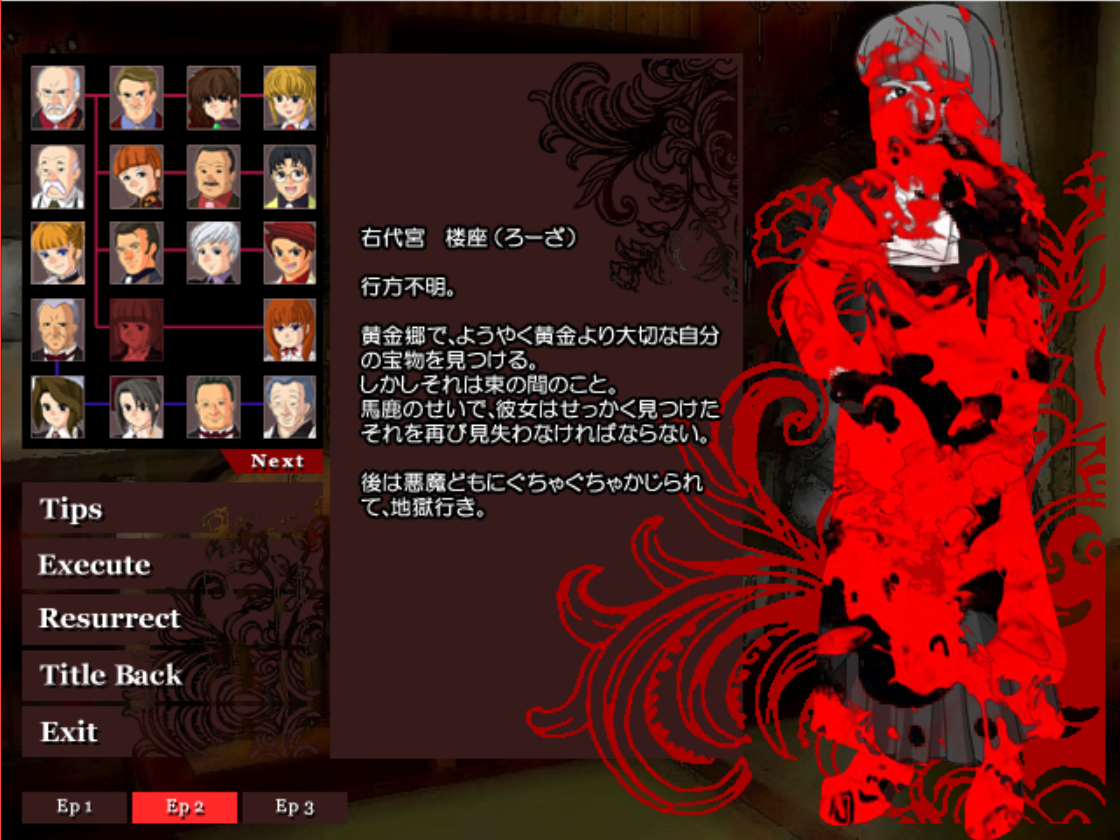 右代宮　楼座（ろーざ）
行方不明。
黄金郷で、ようやく黄金より大切な自分
の宝物を見つける。
しかしそれは束の間のこと。
馬鹿のせいで、彼女はせっかく見つけた
それを再び見失わなければならない。
後は悪魔どもにぐちゃぐちゃかじられ
て、地獄行き。
Next
Tips
Execute
Resurrect
Title Back
Exit
Ep 1
Ep 2
Ep 3